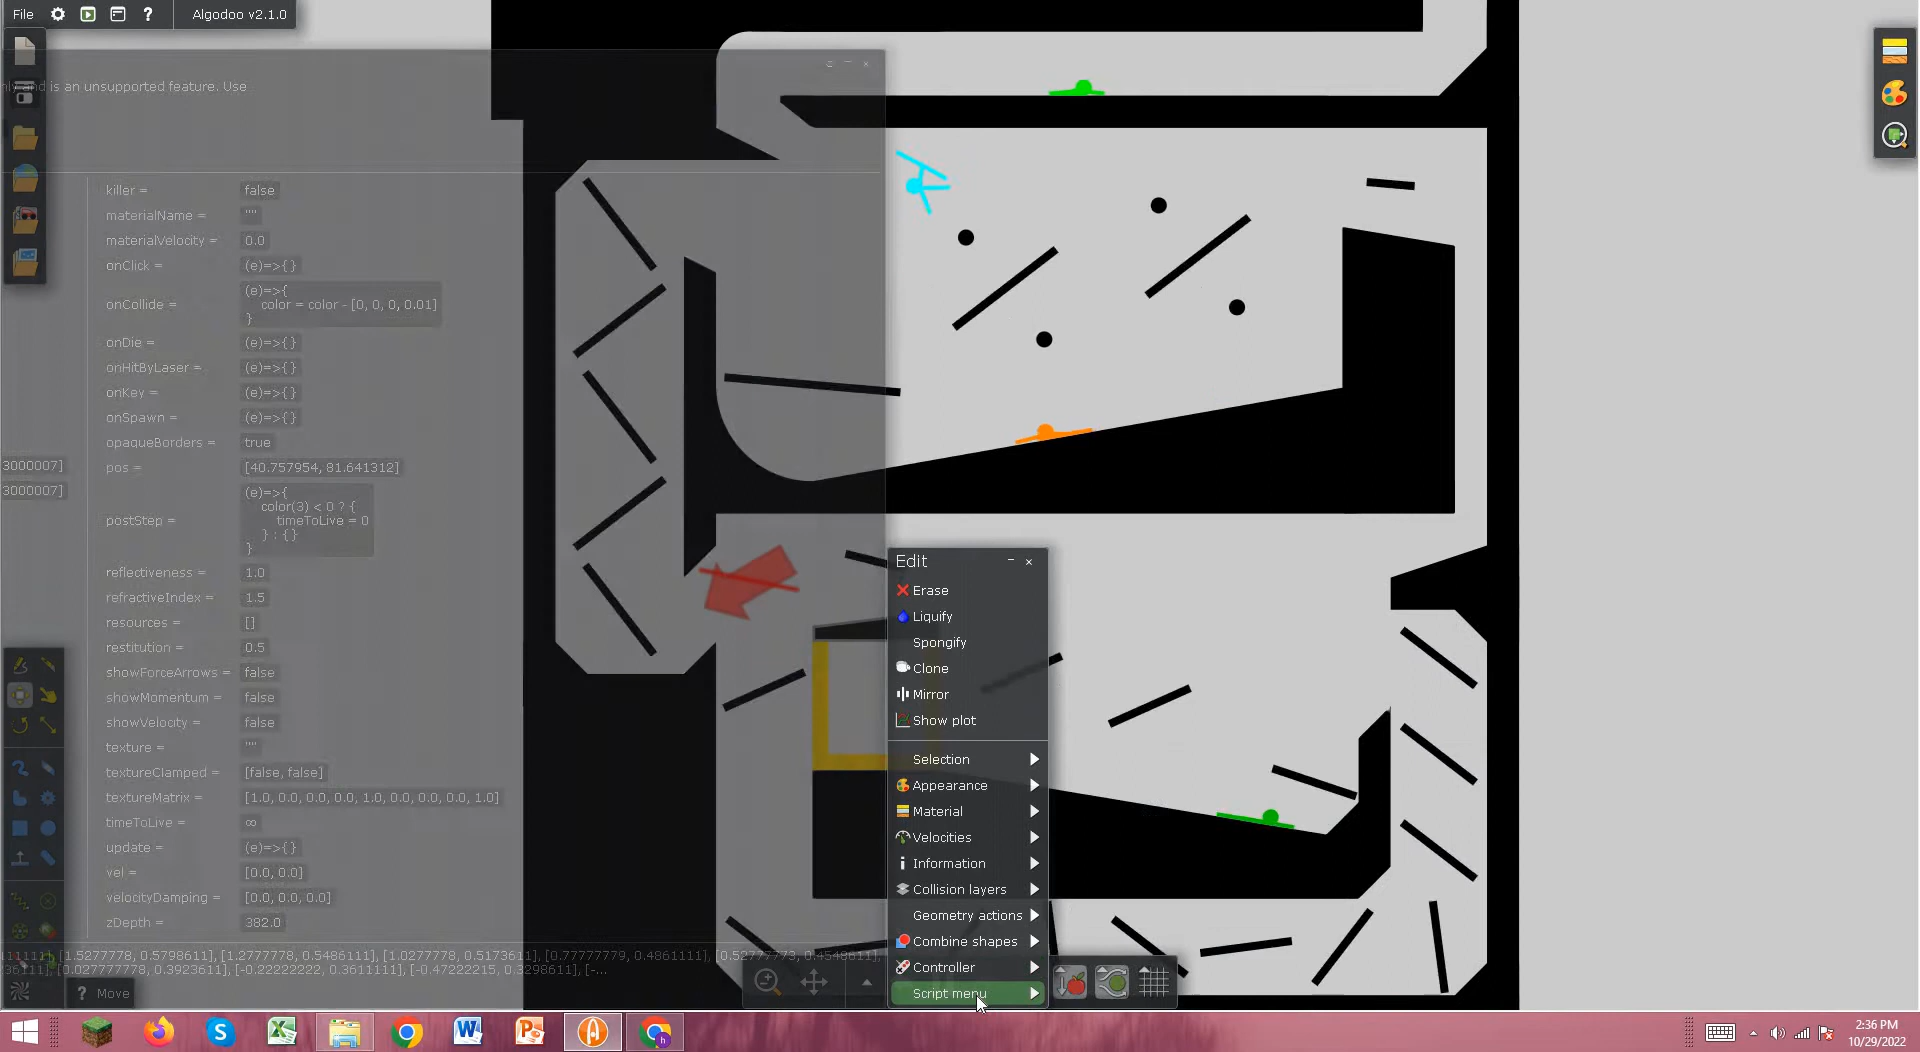 File
Algodoo v2.1.0
nly and is an unsupported feature. Use
killer = false
materialName = ""
materialVelocity = 0.0
onClick = (e)=>{}
onCollide = (e)=>{
color = color - [0, 0, 0, 0.01]
}
onDie = (e)=>{}
onHitByLaser = (e)=>{}
onKey = (e)=>{}
onSpawn = (e)=>{}
opaqueBorders = true
3000007]
pos = [40.757954, 81.641312]
3000007]
postStep = (e)=>{
color(3) < 0 ? {
timeToLive = 0
} : {}
}
reflectiveness = 1.0
refractiveIndex = 1.5
resources = []
restitution = 0.5
showForceArrows = false
showMomentum = false
showVelocity = false
texture = ""
textureClamped = [false, false]
textureMatrix = [1.0, 0.0, 0.0, 0.0, 1.0, 0.0, 0.0, 0.0, 1.0]
timeToLive = ∞
update = (e)=>{}
vel = [0.0, 0.0]
velocityDamping = [0.0, 0.0, 0.0]
zDepth = 382.0
[1.5277778, 0.5798611], [1.2777778, 0.5486111], [1.0277778, 0.5173611], [0.77777779, 0.4861111], [0.52777773, 0.4548611],
[0.027777778, 0.3923611], [-0.22222222, 0.3611111], [-0.47222215, 0.3298611], [-...
? Move
Edit
Erase
Liquify
Spongify
Clone
Mirror
Show plot
Selection
Appearance
Material
Velocities
Information
Collision layers
Geometry actions
Combine shapes
Controller
Script menu
2:36 PM
10/29/2022